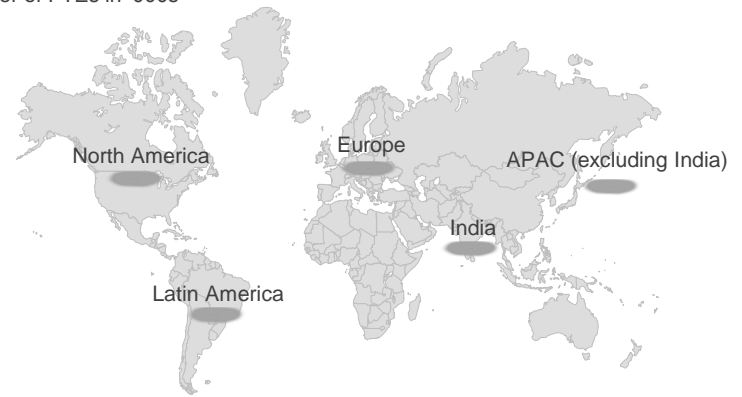 North America
Europe
APAC (excluding India)
India
Latin America